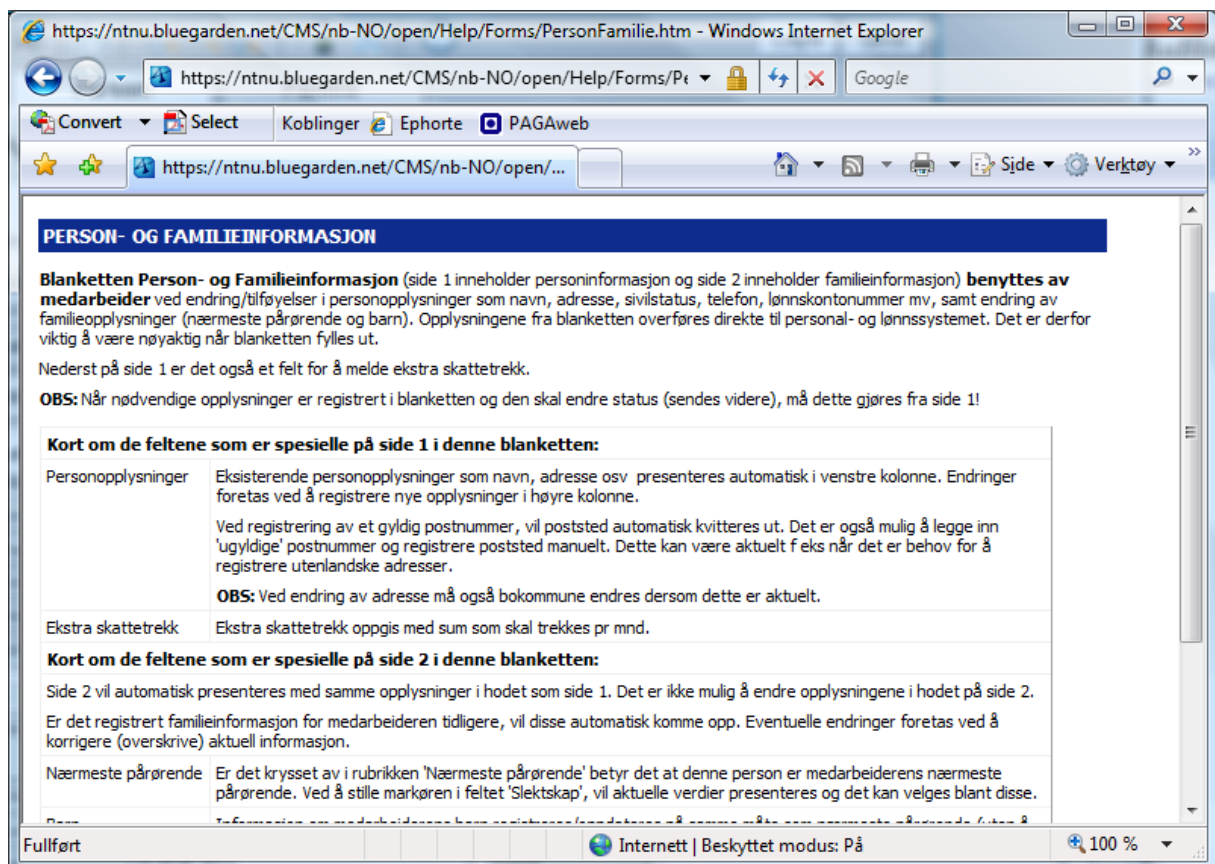 https://ntnu.bluegarden.net/CMS/nb-NO/open/Help/Forms/PersonFamilie.htm - Windows Internet Explorer
https://ntnu.bluegarden.net/CMS/nb-NO/open/Help/Forms/Pe
Google
Convert Select Koblinger Ephorte PAGAweb
https://ntnu.bluegarden.net/CMS/nb-NO/open/... Side Verktøy
PERSON- OG FAMILIEINFORMASJON
Blanketten Person- og Familieinformasjon (side 1 inneholder personinformasjon og side 2 inneholder familieinformasjon) benyttes av
medarbeider ved endring/tilføyelser i personopplysninger som navn, adresse, sivilstatus, telefon, lønnskontonummer mv, samt endring av
familieopplysninger (nærmeste pårørende og barn). Opplysningene fra blanketten overføres direkte til personal- og lønnssystemet. Det er derfor
viktig å være nøyaktig når blanketten fylles ut.
Nederst på side 1 er det også et felt for å melde ekstra skattetrekk.
OBS: Når nødvendige opplysninger er registrert i blanketten og den skal endre status (sendes videre), må dette gjøres fra side 1!
Kort om de feltene som er spesielle på side 1 i denne blanketten:
Personopplysninger Eksisterende personopplysninger som navn, adresse osv presenteres automatisk i venstre kolonne. Endringer
foretas ved å registrere nye opplysninger i høyre kolonne.
Ved registrering av et gyldig postnummer, vil poststed automatisk kvitteres ut. Det er også mulig å legge inn
'ugyldige' postnummer og registrere poststed manuelt. Dette kan være aktuelt f eks når det er behov for å
registrere utenlandske adresser.
OBS: Ved endring av adresse må også bokommune endres dersom dette er aktuelt.
Ekstra skattetrekk Ekstra skattetrekk oppgis med sum som skal trekkes pr mnd.
Kort om de feltene som er spesielle på side 2 i denne blanketten:
Side 2 vil automatisk presenteres med samme opplysninger i hodet som side 1. Det er ikke mulig å endre opplysningene i hodet på side 2.
Er det registrert familieinformasjon for medarbeideren tidligere, vil disse automatisk komme opp. Eventuelle endringer foretas ved å
korrigere (overskrive) aktuell informasjon.
Nærmeste pårørende Er det krysset av i rubrikken 'Nærmeste pårørende' betyr det at denne person er medarbeiderens nærmeste
pårørende. Ved å stille markøren i feltet 'Slektskap', vil aktuelle verdier presenteres og det kan velges blant disse.
Fullført Internett | Beskyttet modus: På 100 %